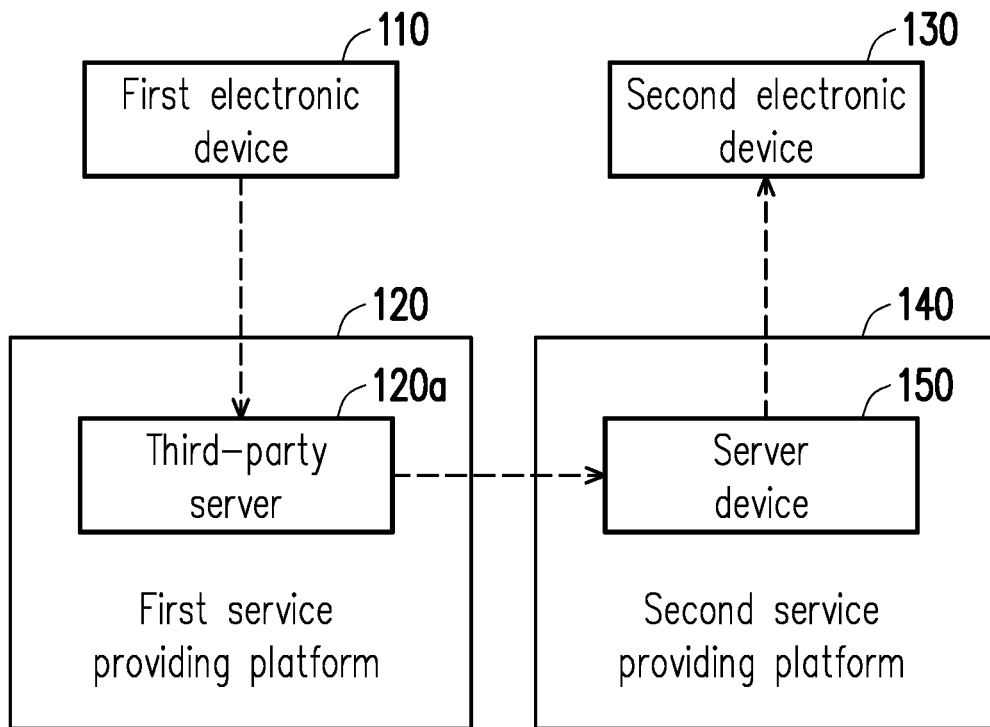 110
First electronic
device
130
Second electronic
device
120
120a
Third-party
server
First service
providing platform
140
150
Server
device
Second service
providing platform